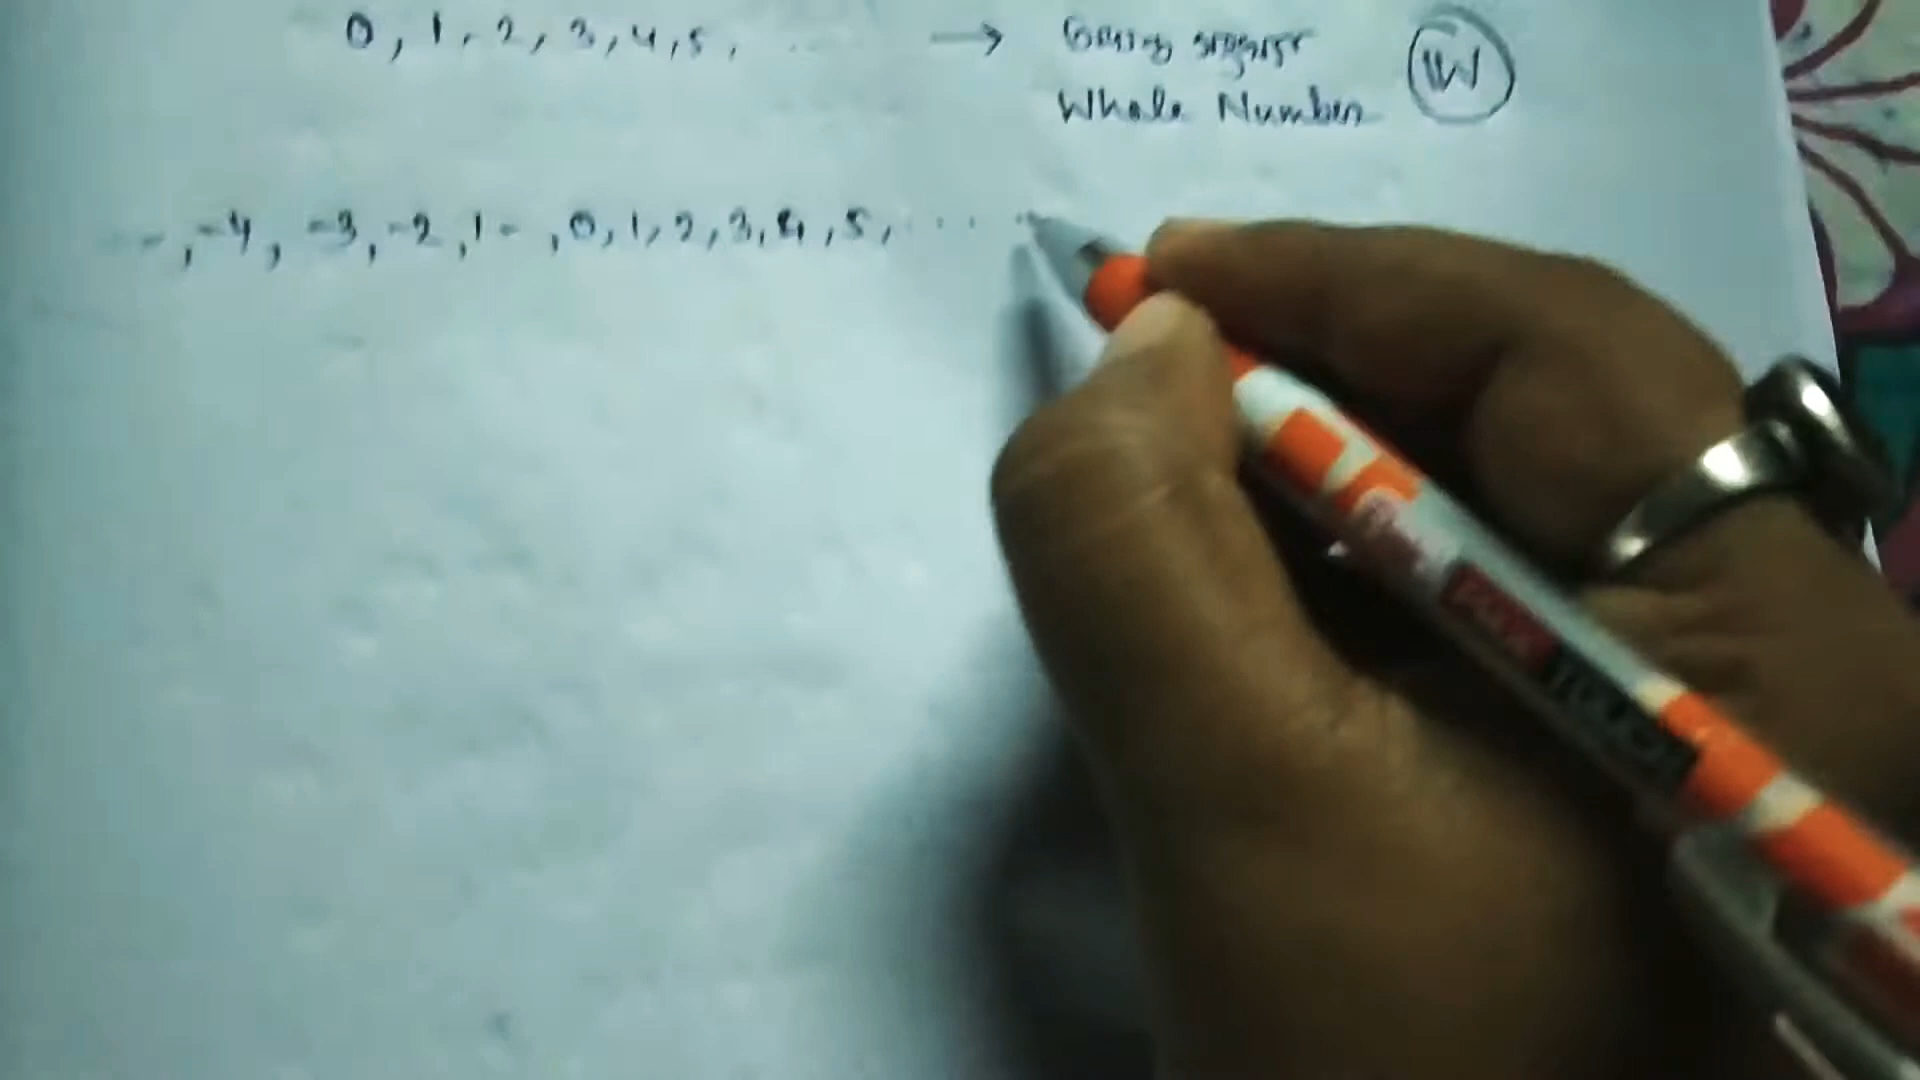 0, 1, 2, 3, 4, 5, ... →
Whole Number W
--, -4, -3, -2, 1-, 0, 1, 2, 3, 4, 5, .....